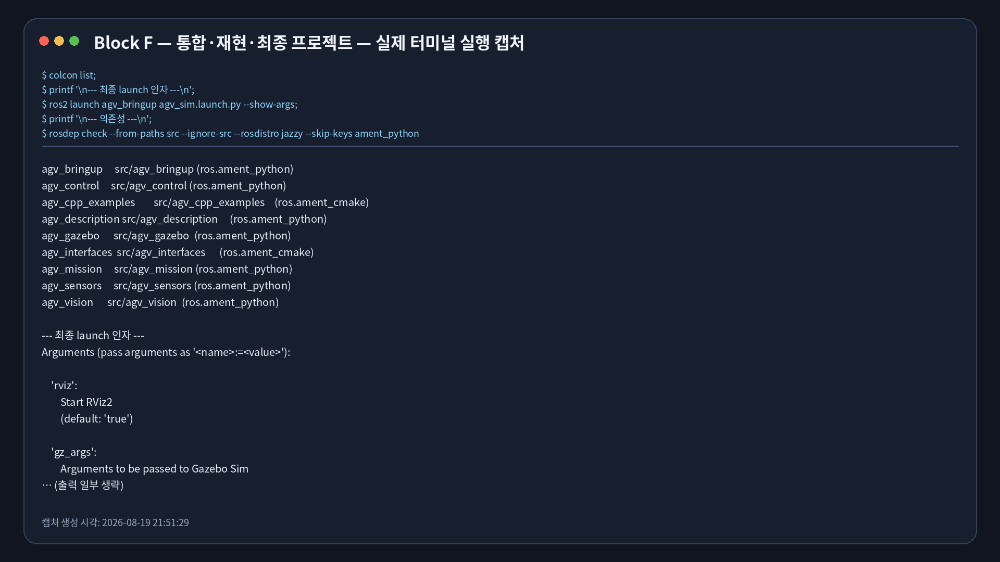 Block F — 통합·재현·최종 프로젝트 — 실제 터미널 실행 캡처
$ colcon list;
$ printf '\n--- 최종 launch 인자 ---\n';
$ ros2 launch agv_bringup agv_sim.launch.py --show-args;
$ printf '\n--- 의존성 ---\n';
$ rosdep check --from-paths src --ignore-src --rosdistro jazzy --skip-keys ament_python
agv_bringup src/agv_bringup (ros.ament_python)
agv_control src/agv_control (ros.ament_python)
agv_cpp_examples src/agv_cpp_examples (ros.ament_cmake)
agv_description src/agv_description (ros.ament_python)
agv_gazebo src/agv_gazebo (ros.ament_python)
agv_interfaces src/agv_interfaces (ros.ament_cmake)
agv_mission src/agv_mission (ros.ament_python)
agv_sensors src/agv_sensors (ros.ament_python)
agv_vision src/agv_vision (ros.ament_python)
--- 최종 launch 인자 ---
Arguments (pass arguments as '<name>:=<value>'):
'rviz':
Start RViz2
(default: 'true')
'gz_args':
Arguments to be passed to Gazebo Sim
… (출력 일부 생략)
캡처 생성 시각: 2026-08-19 21:51:29